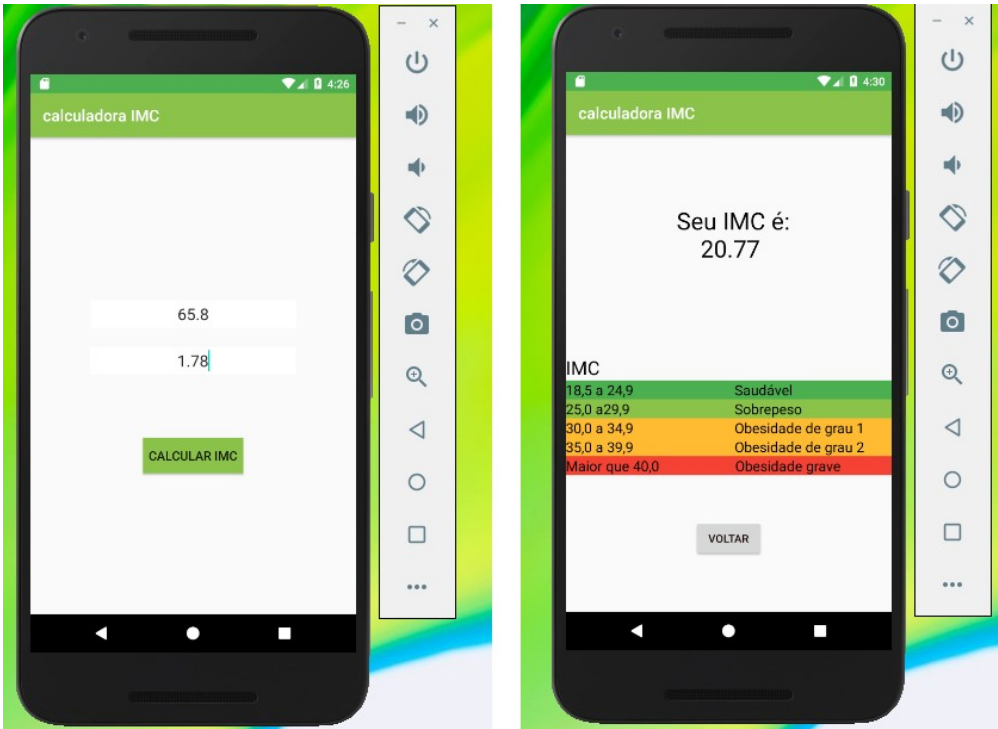 4:26
calculadora IMC
65.8
1.78
CALCULAR IMC
4:30
calculadora IMC
Seu IMC é:
20.77
IMC
18,5 a 24,9 Saudável
25,0 a29,9 Sobrepeso
30,0 a 34,9 Obesidade de grau 1
35,0 a 39,9 Obesidade de grau 2
Maior que 40,0 Obesidade grave
VOLTAR